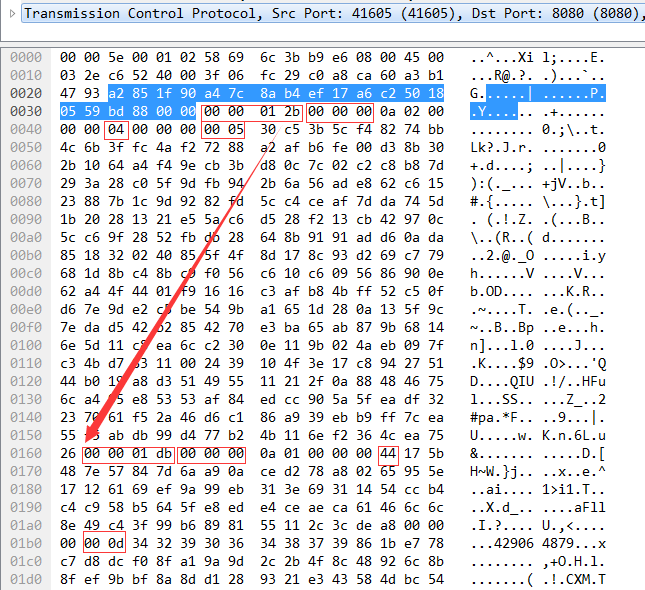 Transmission Control Protocol, Src Port: 41605 (41605), Dst Port: 8080 (8080),
0000 00 00 5e 00 01 02 58 69 6c 3b b9 e6 08 00 45 00 ..^...Xi l;....E.
0010 03 2e c6 52 40 00 3f 06 fc 29 c0 a8 ca 60 a3 b1 ...R@.?. .)...`..
0020 47 93 a2 85 1f 90 a4 7c 8a b4 ef 17 a6 c2 50 18 G......| ......P.
0030 05 59 bd 88 00 00 00 00 01 2b 00 00 00 00 0a 02 00 .Y...... .+......
0040 00 00 04 00 00 00 00 05 30 c5 3b 5c f4 82 74 bb ........ 0.;\..t.
0050 4c 6b 3f fc 4a f2 72 88 a2 af b6 fe 00 d3 8b 30 Lk?.J.r. .......0
0060 2b 10 64 a4 f4 9e cb 3b d8 0c 7c 02 c2 c8 b8 7d +.d....; ..|....}
0070 29 3a 28 c0 5f 9d fb 94 2b 6a 56 ad e8 62 c6 15 ):(._... +jV..b..
0080 23 88 7b 1c 9d 92 82 fd 5c c4 ce af 7d da 74 5d #.{..... \...}.t]
0090 1b 20 28 13 21 e5 5a c6 d5 28 f2 13 cb 42 97 0c . (.!.Z. .(...B..
00a0 5c c6 9f 28 52 fb db 28 64 8b 91 91 ad d6 0a da \..(R..( d.......
00b0 85 18 32 02 40 85 5f 4f 8d 17 8c 93 d2 69 c7 79 ..2.@._O .....i.y
00c0 68 1d 8b c4 8b c9 f0 56 c6 10 c6 09 56 86 90 0e h......V ....V...
00d0 62 a4 4f 44 01 f9 16 16 c3 af b8 4b ff 52 c5 0f b.OD.... ...K.R..
00e0 6d 7e 9d e2 c5 be 54 9b a1 65 1d 28 0a 13 5f 9c .~....T. .e.(.._.
00f0 7e da d5 42 b2 85 42 70 e3 ba 65 ab 87 9b 68 14 ~..B..Bp ..e...h.
0100 6e 5d 11 c8 ea 6c c2 30 0e 11 9b 02 4a eb 09 7f n]...l.0 ....J...
0110 c3 4b d7 83 11 00 24 39 10 4f 3e 17 c8 94 27 51 .K....$9 .O>...'Q
0120 44 b0 19 a8 d3 51 49 55 11 21 2f 0a 88 48 46 75 D....QIU .!/..HFu
0130 6c a4 95 e8 53 53 af 84 ed cc 90 5a 5f ea df 32 l...SS.. ...Z_..2
0140 23 70 61 f5 2a 46 d6 c1 86 a9 39 eb b9 ff 7c ea #pa.*F.. ..9...|.
0150 55 f5 ab db 99 d4 77 b2 4b 11 6e f2 36 4c ea 75 U.....w. K.n.6L.u
0160 26 00 00 01 db 00 00 00 00 0a 01 00 00 00 44 17 5b &....... ......D.[
0170 48 7e 57 84 7d 6a a9 0a ce d2 78 a8 02 65 95 5e H~W.}j.. ..x..e.^
0180 17 12 61 69 ef 9a 99 eb 31 3e 69 31 14 54 cc b4 ..ai.... 1>i1.T..
0190 c4 c9 58 b5 64 5f e8 ed e4 ce ae ca 61 46 6c 6c ..X.d_.. ....aFll
01a0 8e 49 c4 3f 99 b6 89 81 55 11 2c 3c de a8 00 00 .I.?.... U.,<....
01b0 00 00 0d 34 32 39 30 36 34 38 37 39 86 1b e7 78 ...42906 4879...x
01c0 c7 d8 dc f0 8f a1 9a 9d 2c 2b 4f 8c 48 92 6c 8b ........ ,+O.H.l.
01d0 8f ef 9b bf 8a 8d d1 28 93 21 e3 43 58 4d bc 54 .......( .!.CXM.T